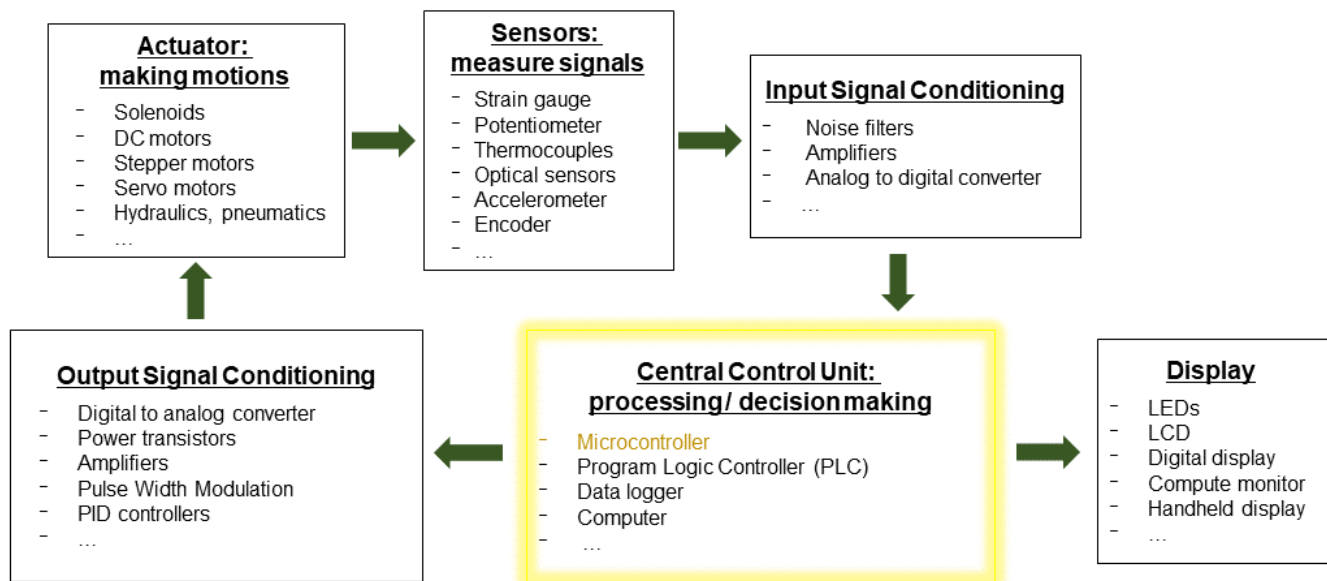 Actuator:
making motions
- Solenoids
- DC motors
- Stepper motors
- Servo motors
- Hydraulics, pneumatics
- ...
Sensors:
measure signals
- Strain gauge
- Potentiometer
- Thermocouples
- Optical sensors
- Accelerometer
- Encoder
- ...
Input Signal Conditioning
- Noise filters
- Amplifiers
- Analog to digital converter
- ...
Output Signal Conditioning
- Digital to analog converter
- Power transistors
- Amplifiers
- Pulse Width Modulation
- PID controllers
- ...
Central Control Unit:
processing / decision making
- Microcontroller
- Program Logic Controller (PLC)
- Data logger
- Computer
- ...
Display
- LEDs
- LCD
- Digital display
- Compute monitor
- Handheld display
- ...